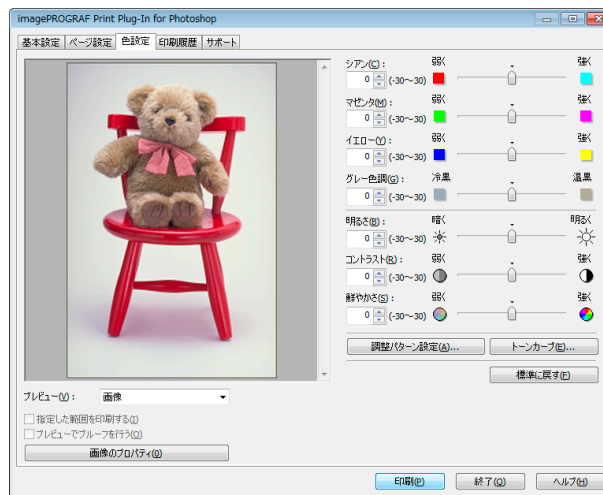 imagePROGRAF Print Plug-In for Photoshop
基本設定 ページ設定 色設定 印刷履歴 サポート
シアン(C): 弱く 強く
0 (-30~30)
マゼンタ(M): 弱く 強く
0 (-30~30)
イエロー(Y): 弱く 強く
0 (-30~30)
グレー色調(G): 冷黒 温黒
0 (-30~30)
明るさ(B): 暗く 明るく
0 (-30~30)
コントラスト(R): 弱く 強く
0 (-30~30)
鮮やかさ(S): 弱く 強く
0 (-30~30)
調整パターン設定(A)... トーンカーブ(E)...
標準に戻す(F)
プレビュー(V): 画像
指定した範囲を印刷する(I)
プレビューでプルーフを行う(O)
画像のプロパティ(0)
印刷(P) 終了(Q) ヘルプ(H)